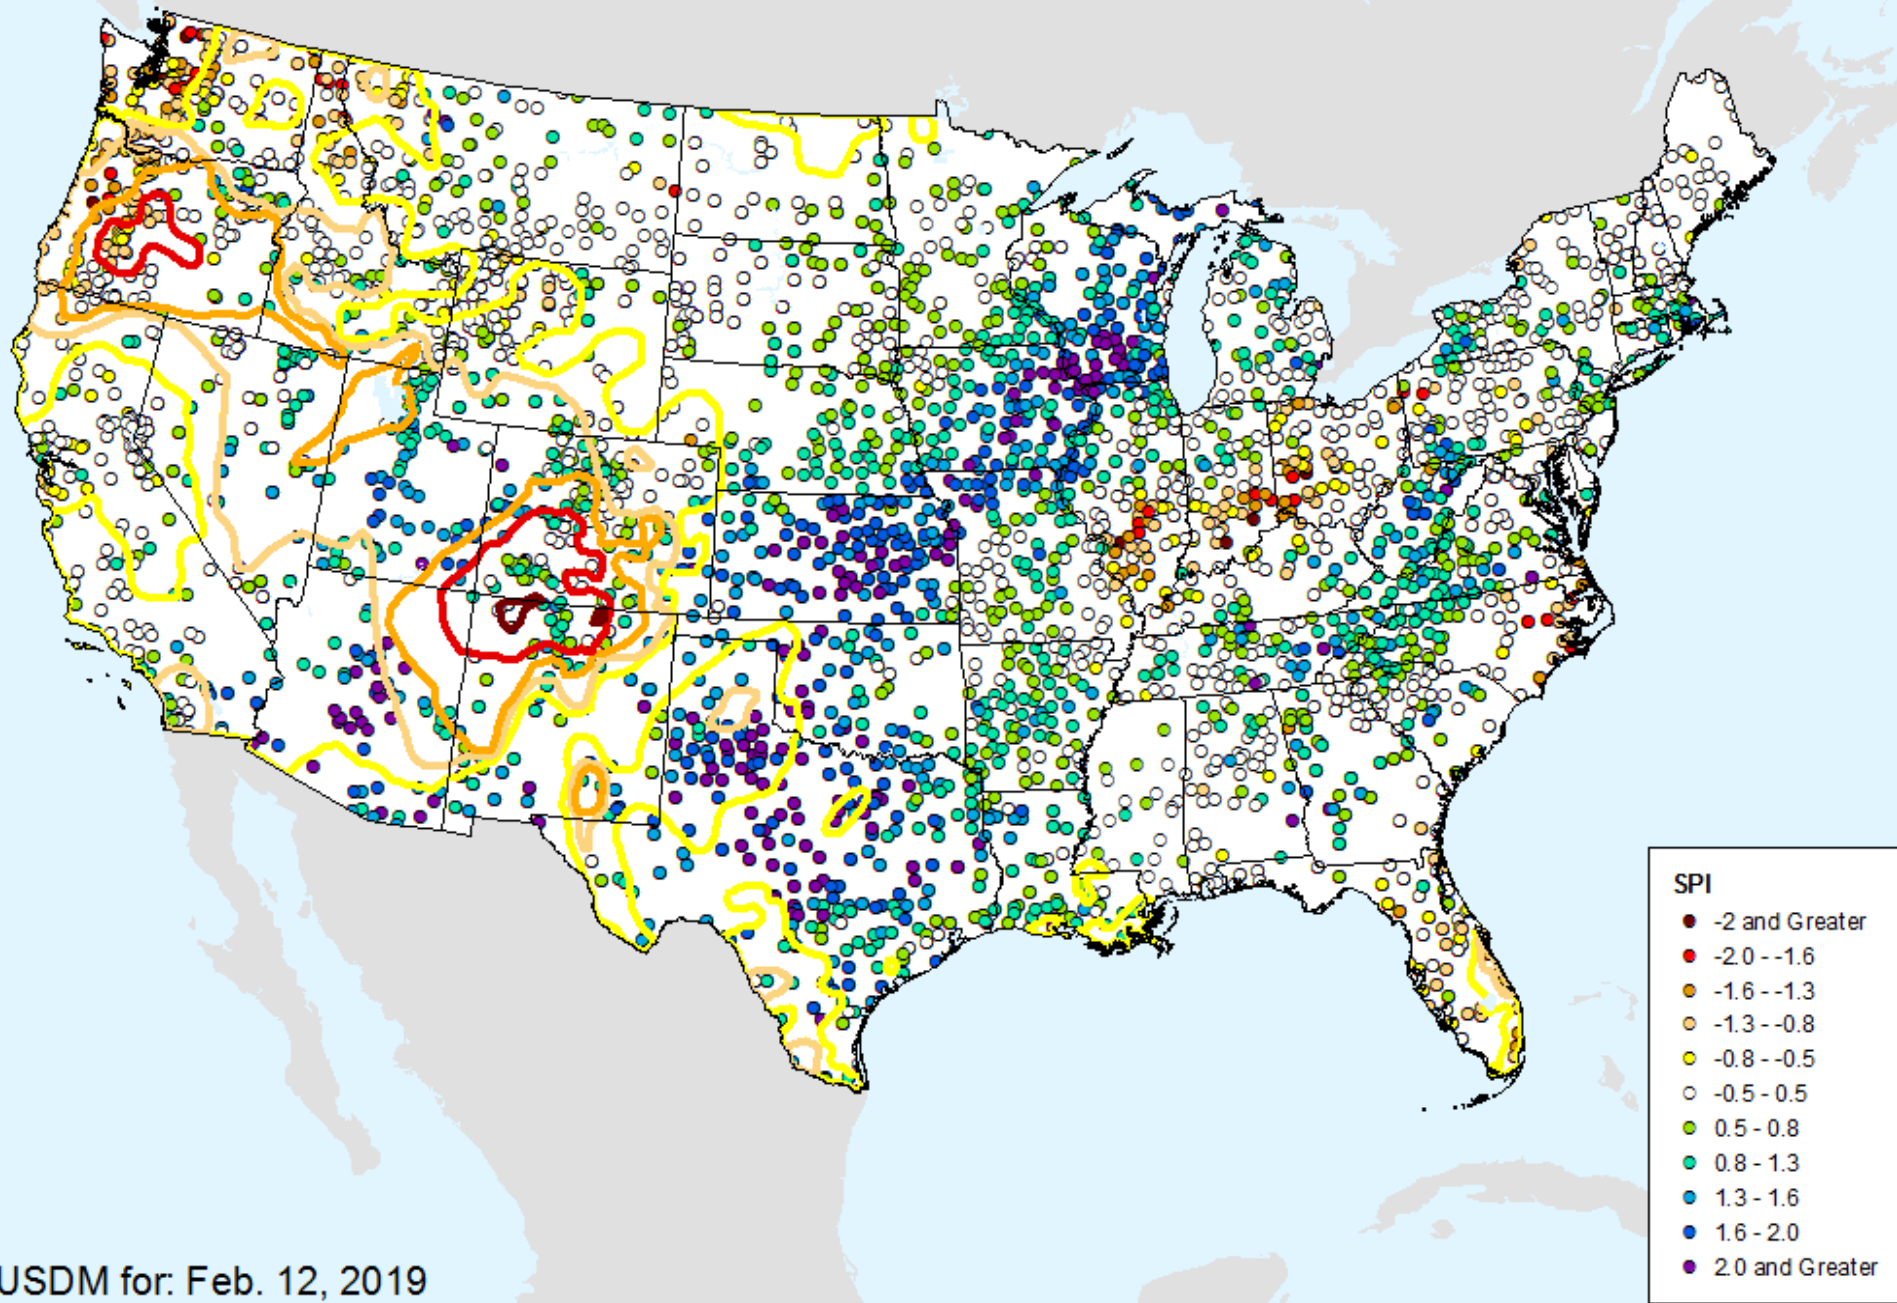 SPI
-2 and Greater
-2.0 - -1.6
-1.6 - -1.3
-1.3 - -0.8
-0.8 - -0.5
-0.5 - 0.5
0.5 - 0.8
0.8 - 1.3
1.3 - 1.6
1.6 - 2.0
2.0 and Greater
USDM for: Feb. 12, 2019